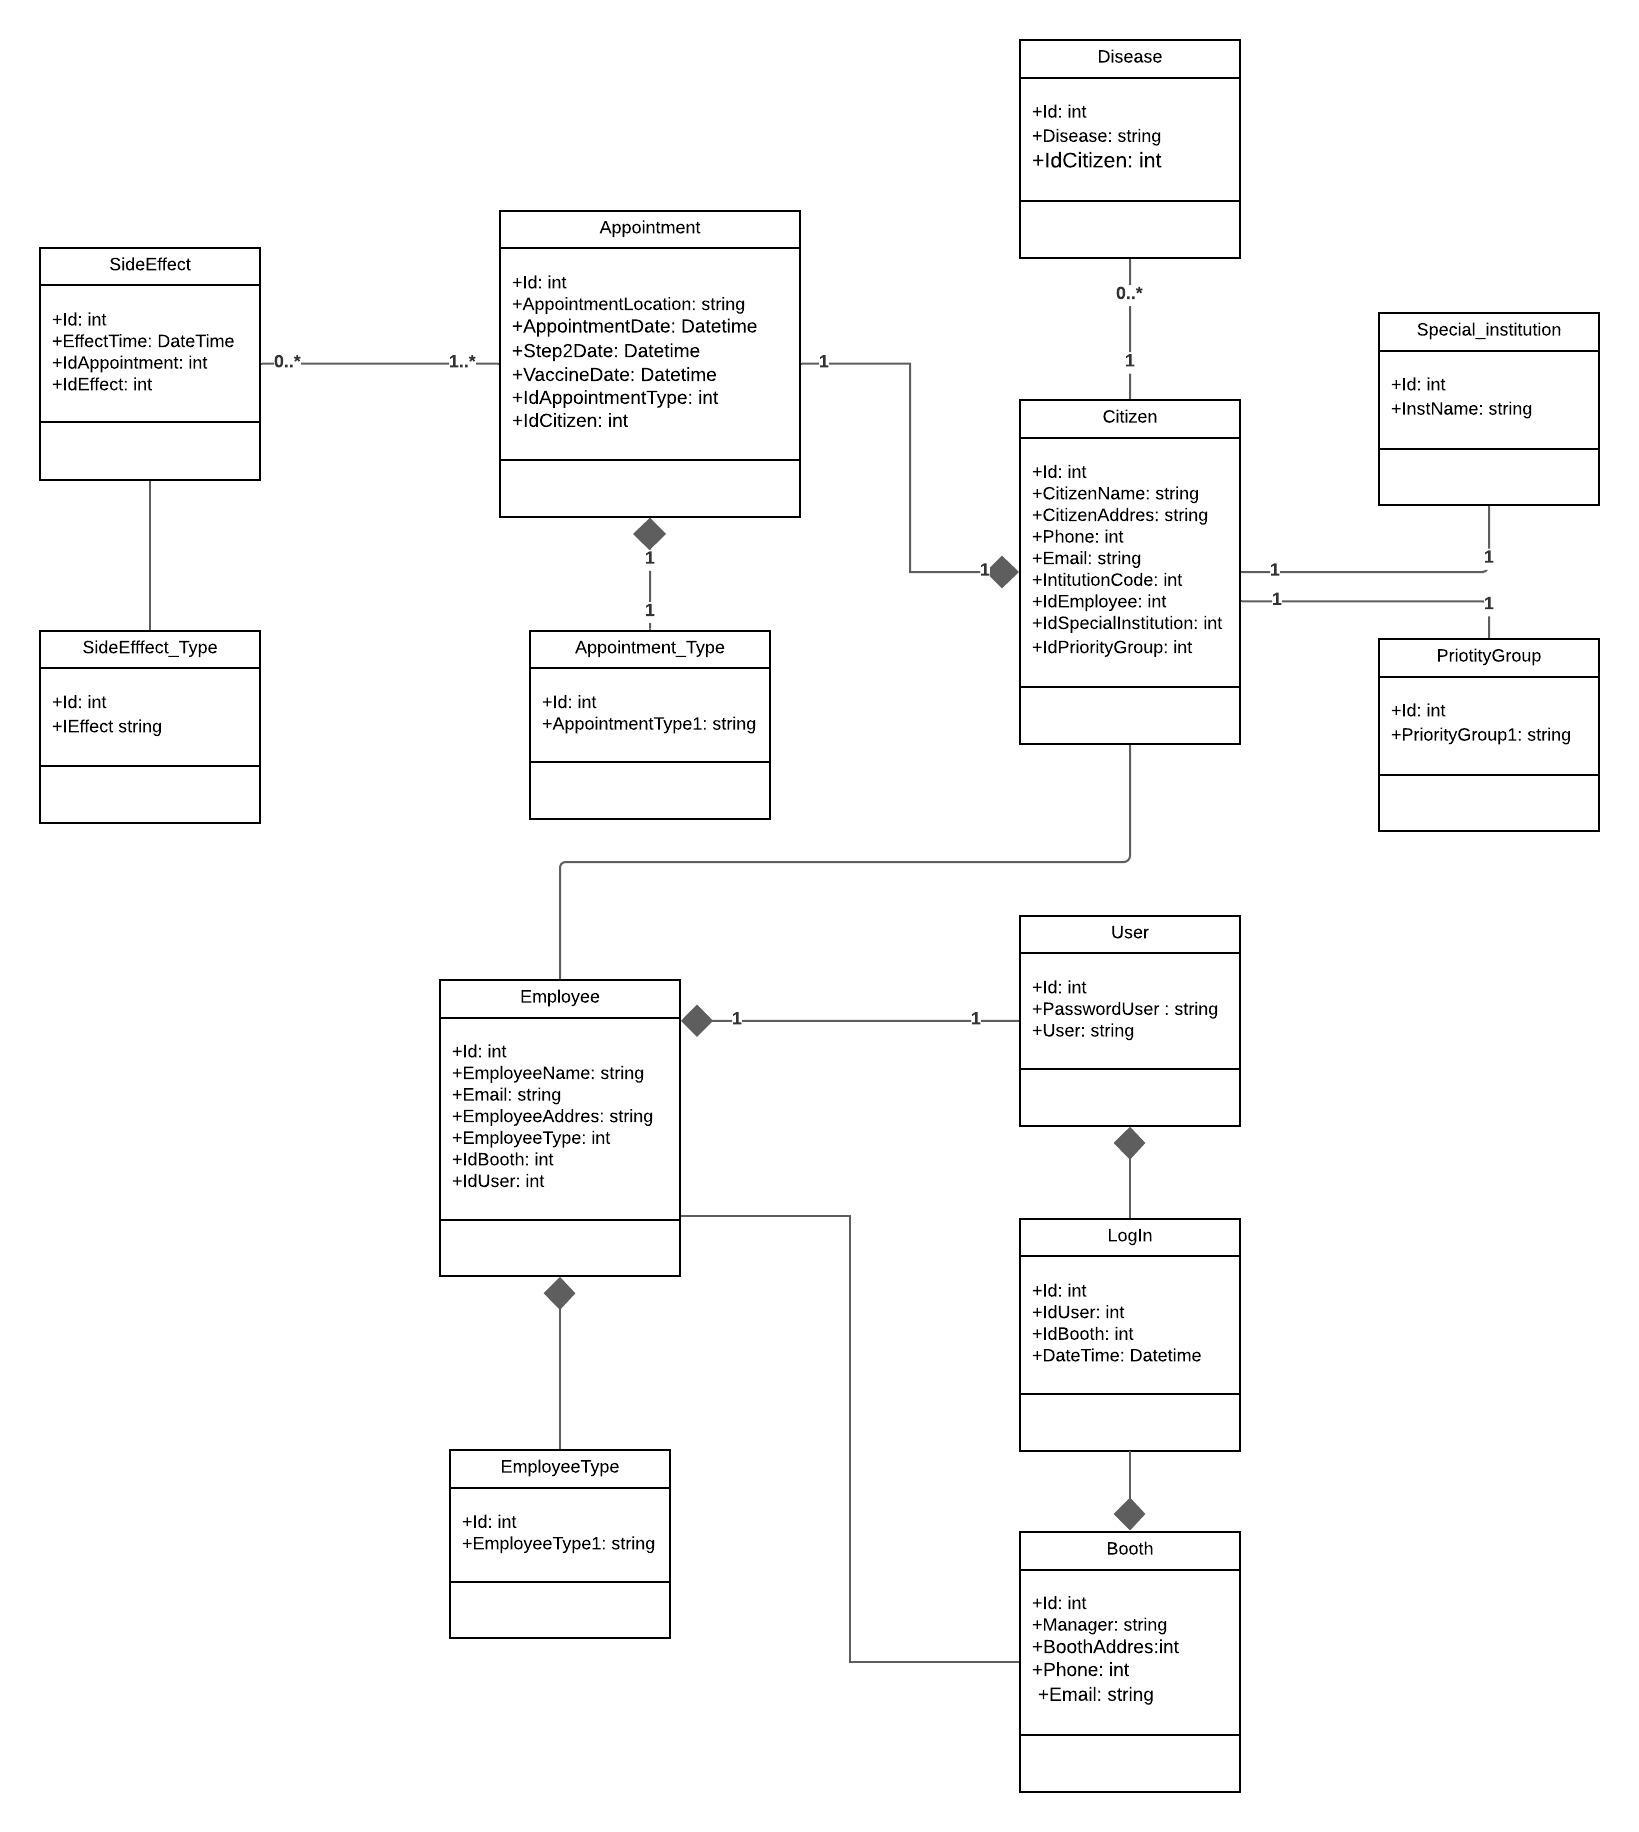 Disease
+Id: int
+Disease: string
+IdCitizen: int
0..*
1
SideEffect
+Id: int
+EffectTime: DateTime
+IdAppointment: int
+IdEffect: int
0..*
1..*
Appointment
+Id: int
+AppointmentLocation: string
+AppointmentDate: Datetime
+Step2Date: Datetime
+VaccineDate: Datetime
+IdAppointmentType: int
+IdCitizen: int
1
1
Citizen
+Id: int
+CitizenName: string
+CitizenAddres: string
+Phone: int
+Email: string
+IntitutionCode: int
+IdEmployee: int
+IdSpecialInstitution: int
+IdPriorityGroup: int
Special_institution
+Id: int
+InstName: string
1
1
1
1
PriotityGroup
+Id: int
+PriorityGroup1: string
1
1
SideEfffect_Type
+Id: int
+IEffect string
Appointment_Type
+Id: int
+AppointmentType1: string
Employee
+Id: int
+EmployeeName: string
+Email: string
+EmployeeAddres: string
+EmployeeType: int
+IdBooth: int
+IdUser: int
1
1
User
+Id: int
+PasswordUser : string
+User: string
LogIn
+Id: int
+IdUser: int
+IdBooth: int
+DateTime: Datetime
EmployeeType
+Id: int
+EmployeeType1: string
Booth
+Id: int
+Manager: string
+BoothAddres:int
+Phone: int
+Email: string